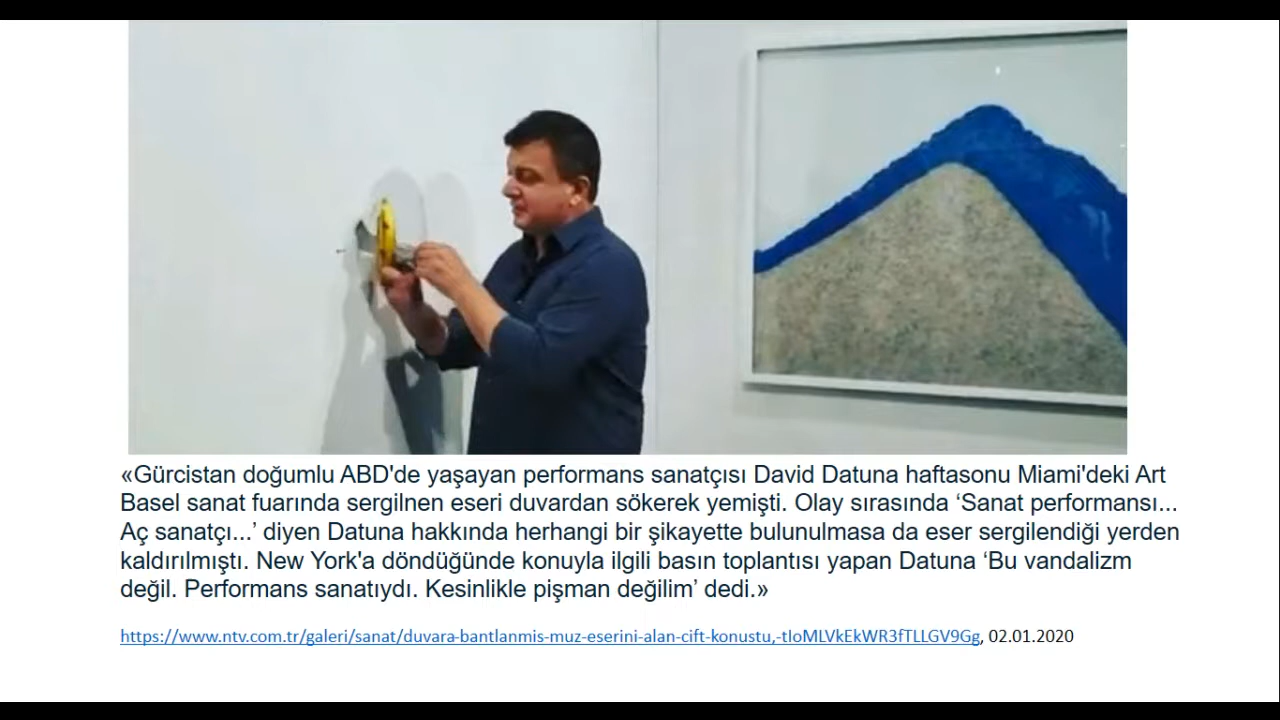 «Gürcistan doğumlu ABD'de yaşayan performans sanatçısı David Datuna haftasonu Miami'deki Art
Basel sanat fuarında sergilnen eseri duvardan sökerek yemişti. Olay sırasında ‘Sanat performansı...
Aç sanatçı...’ diyen Datuna hakkında herhangi bir şikayette bulunulmasa da eser sergilendiği yerden
kaldırılmıştı. New York'a döndüğünde konuyla ilgili basın toplantısı yapan Datuna ‘Bu vandalizm
değil. Performans sanatıydı. Kesinlikle pişman değilim’ dedi.»
https://www.ntv.com.tr/galeri/sanat/duvara-bantlanmis-muz-eserini-alan-cift-konustu,-tIoMLVkEkWR3fTLLGV9Gg, 02.01.2020